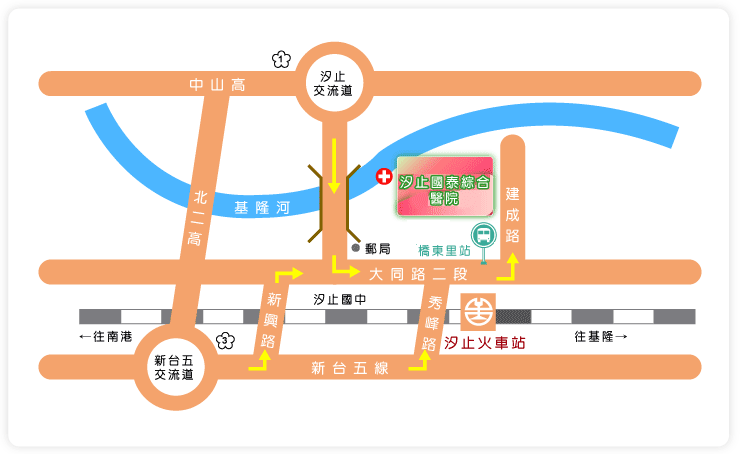 1
汐止
交流道
中山高
北二高
基隆河
汐止國泰綜合
醫院
建成路
橋東里站
郵局
大同路二段
新興路
汐止國中
秀峰路
←往南港
3
汐止火車站
往基隆→
新台五
交流道
新台五線